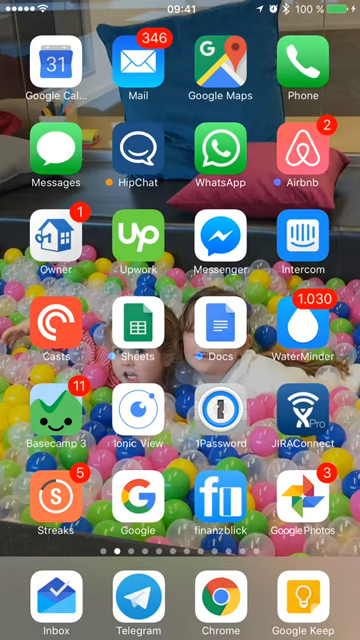 09:41
100 %
31
346
G
Google Cal...
Mail
Google Maps
Phone
2
Messages
HipChat
WhatsApp
Airbnb
1
Up
Owner
Upwork
Messenger
Intercom
1.030
Casts
Sheets
Docs
WaterMinder
11
Pro
Basecamp 3
Ionic View
1Password
JIRAConnect
5
3
S
G
fi
Streaks
Google
finanzblick
Google Photos
Inbox
Telegram
Chrome
Google Keep